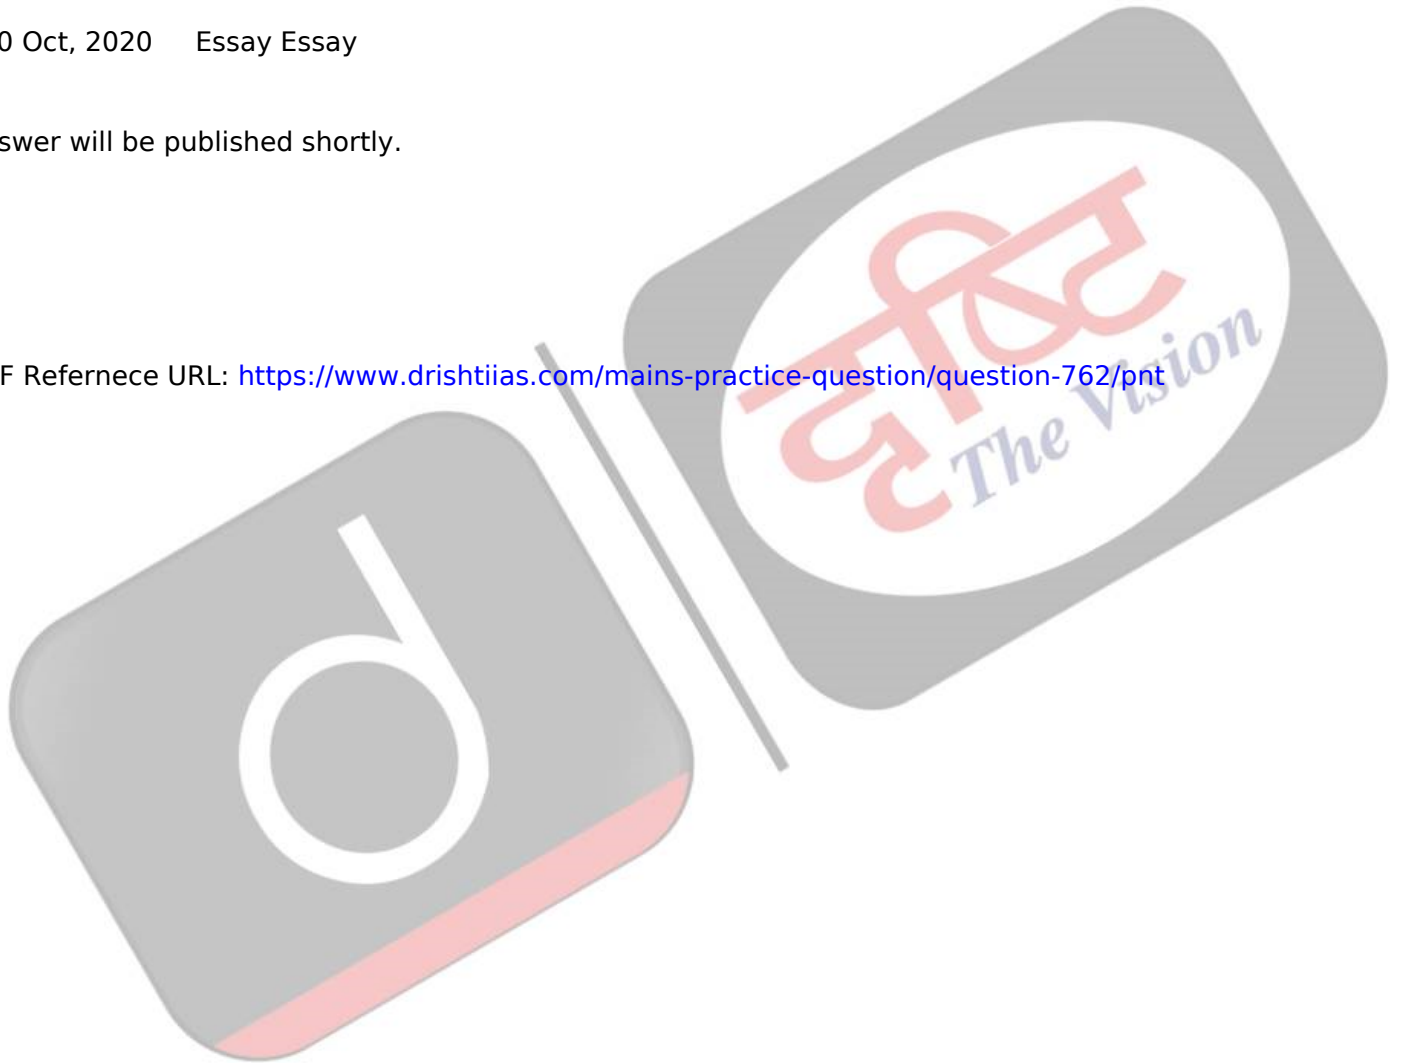 0 Oct, 2020 Essay Essay
swer will be published shortly.
F Refernece URL: https://www.drishtiias.com/mains-practice-question/question-762/pnt
दृष्टि
The Vision
d